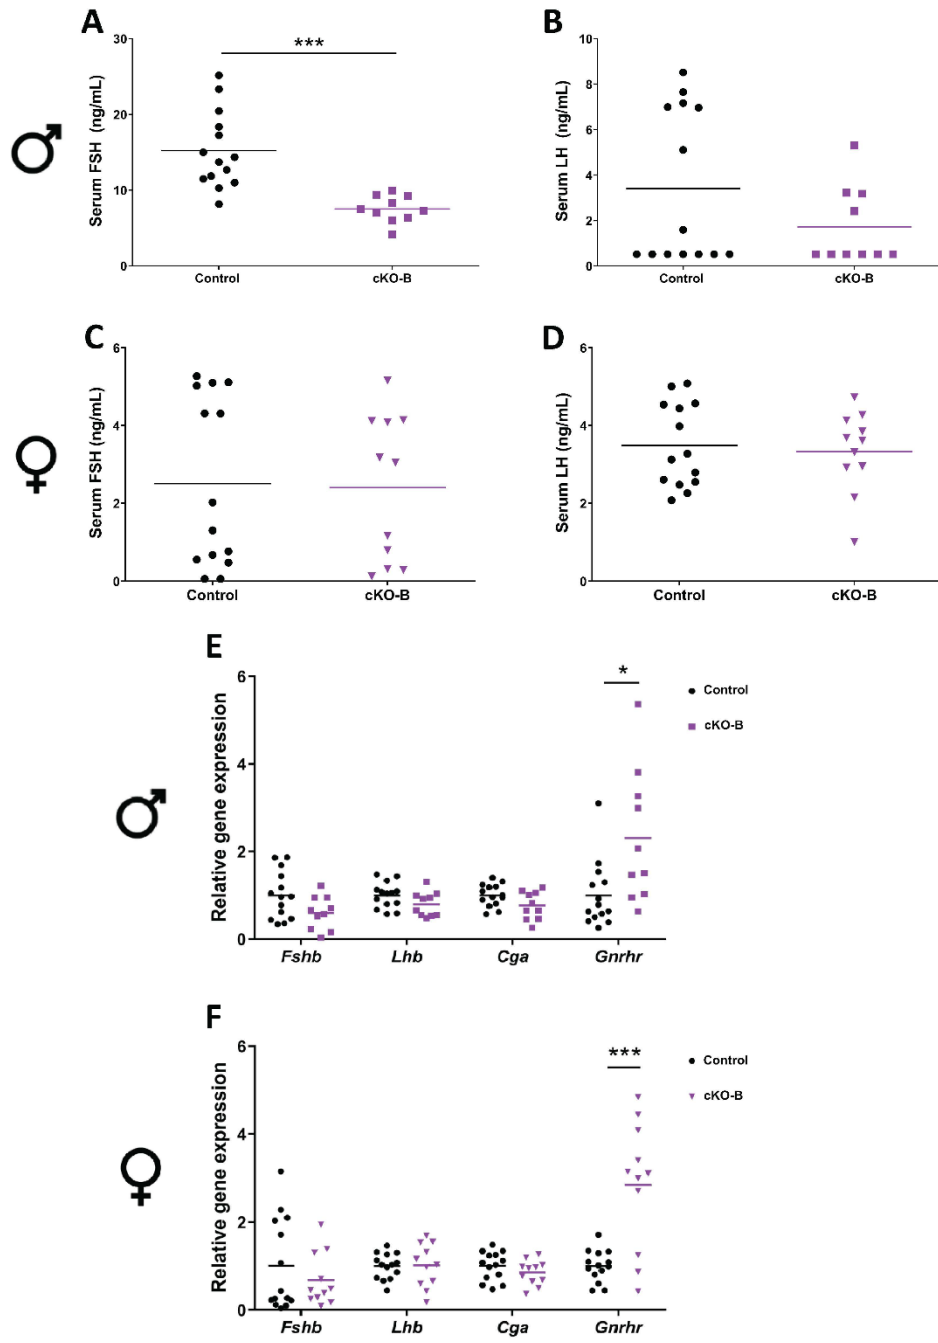 A
B
***
30
20
10
0
Serum FSH (ng/mL)
Control
cKO-B
10
8
6
4
2
0
Serum LH (ng/mL)
Control
cKO-B
C
D
6
4
2
0
Serum FSH (ng/mL)
Control
cKO-B
6
4
2
0
Serum LH (ng/mL)
Control
cKO-B
E
*
6
4
2
0
Relative gene expression
Control
cKO-B
Fshb Lhb Cga Gnrhr
F
***
6
4
2
0
Relative gene expression
Control
cKO-B
Fshb Lhb Cga Gnrhr